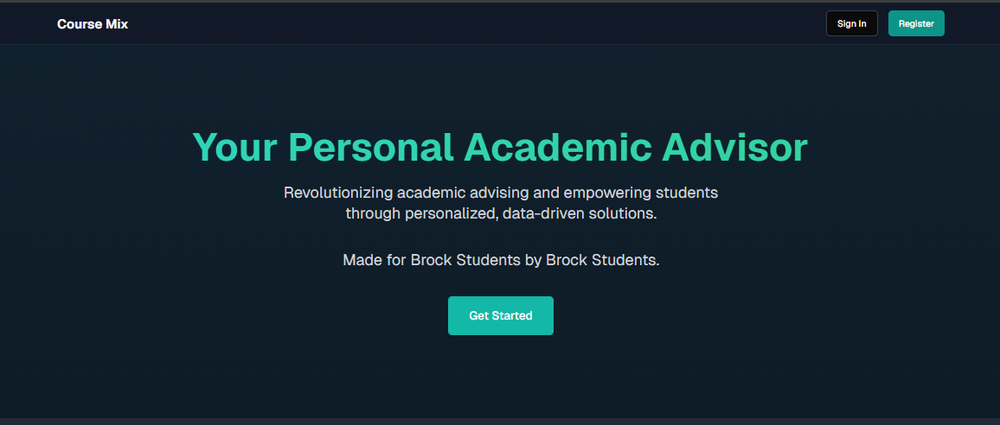 Course Mix
Sign In
Register
Your Personal Academic Advisor
Revolutionizing academic advising and empowering students
through personalized, data-driven solutions.
Made for Brock Students by Brock Students.
Get Started